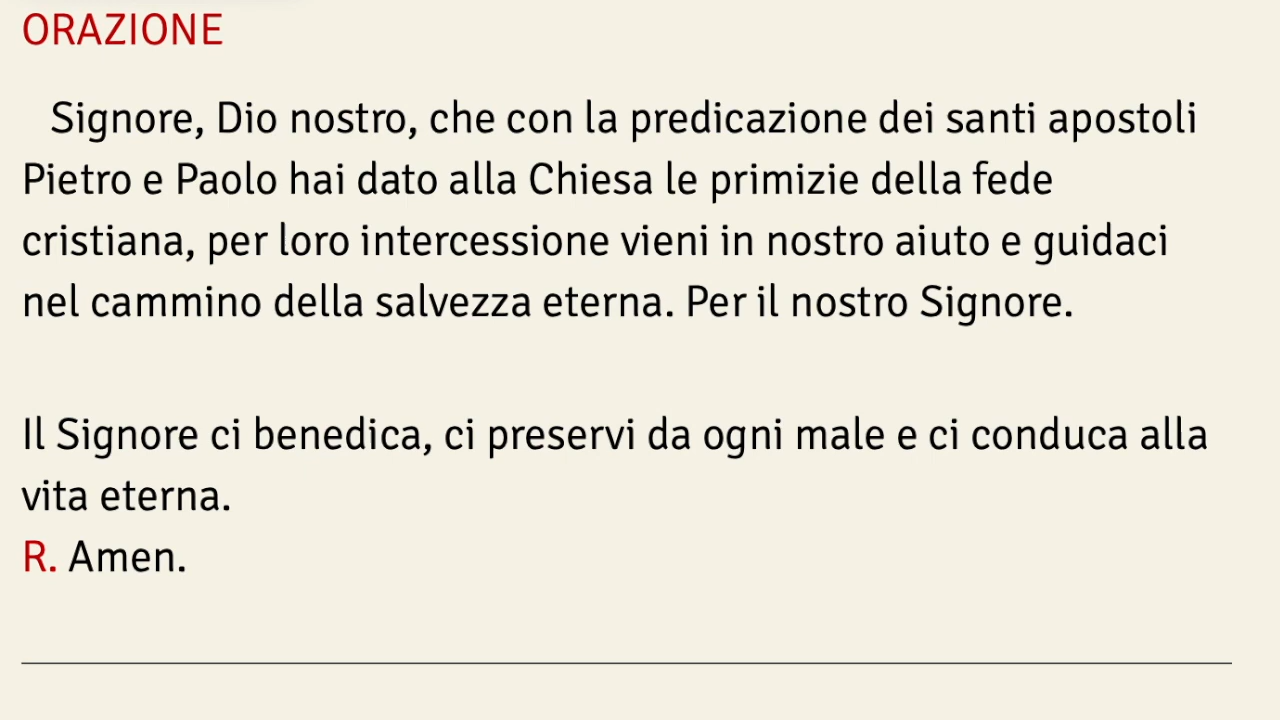 ORAZIONE
Signore, Dio nostro, che con la predicazione dei santi apostoli
Pietro e Paolo hai dato alla Chiesa le primizie della fede
cristiana, per loro intercessione vieni in nostro aiuto e guidaci
nel cammino della salvezza eterna. Per il nostro Signore.
Il Signore ci benedica, ci preservi da ogni male e ci conduca alla
vita eterna.
R. Amen.